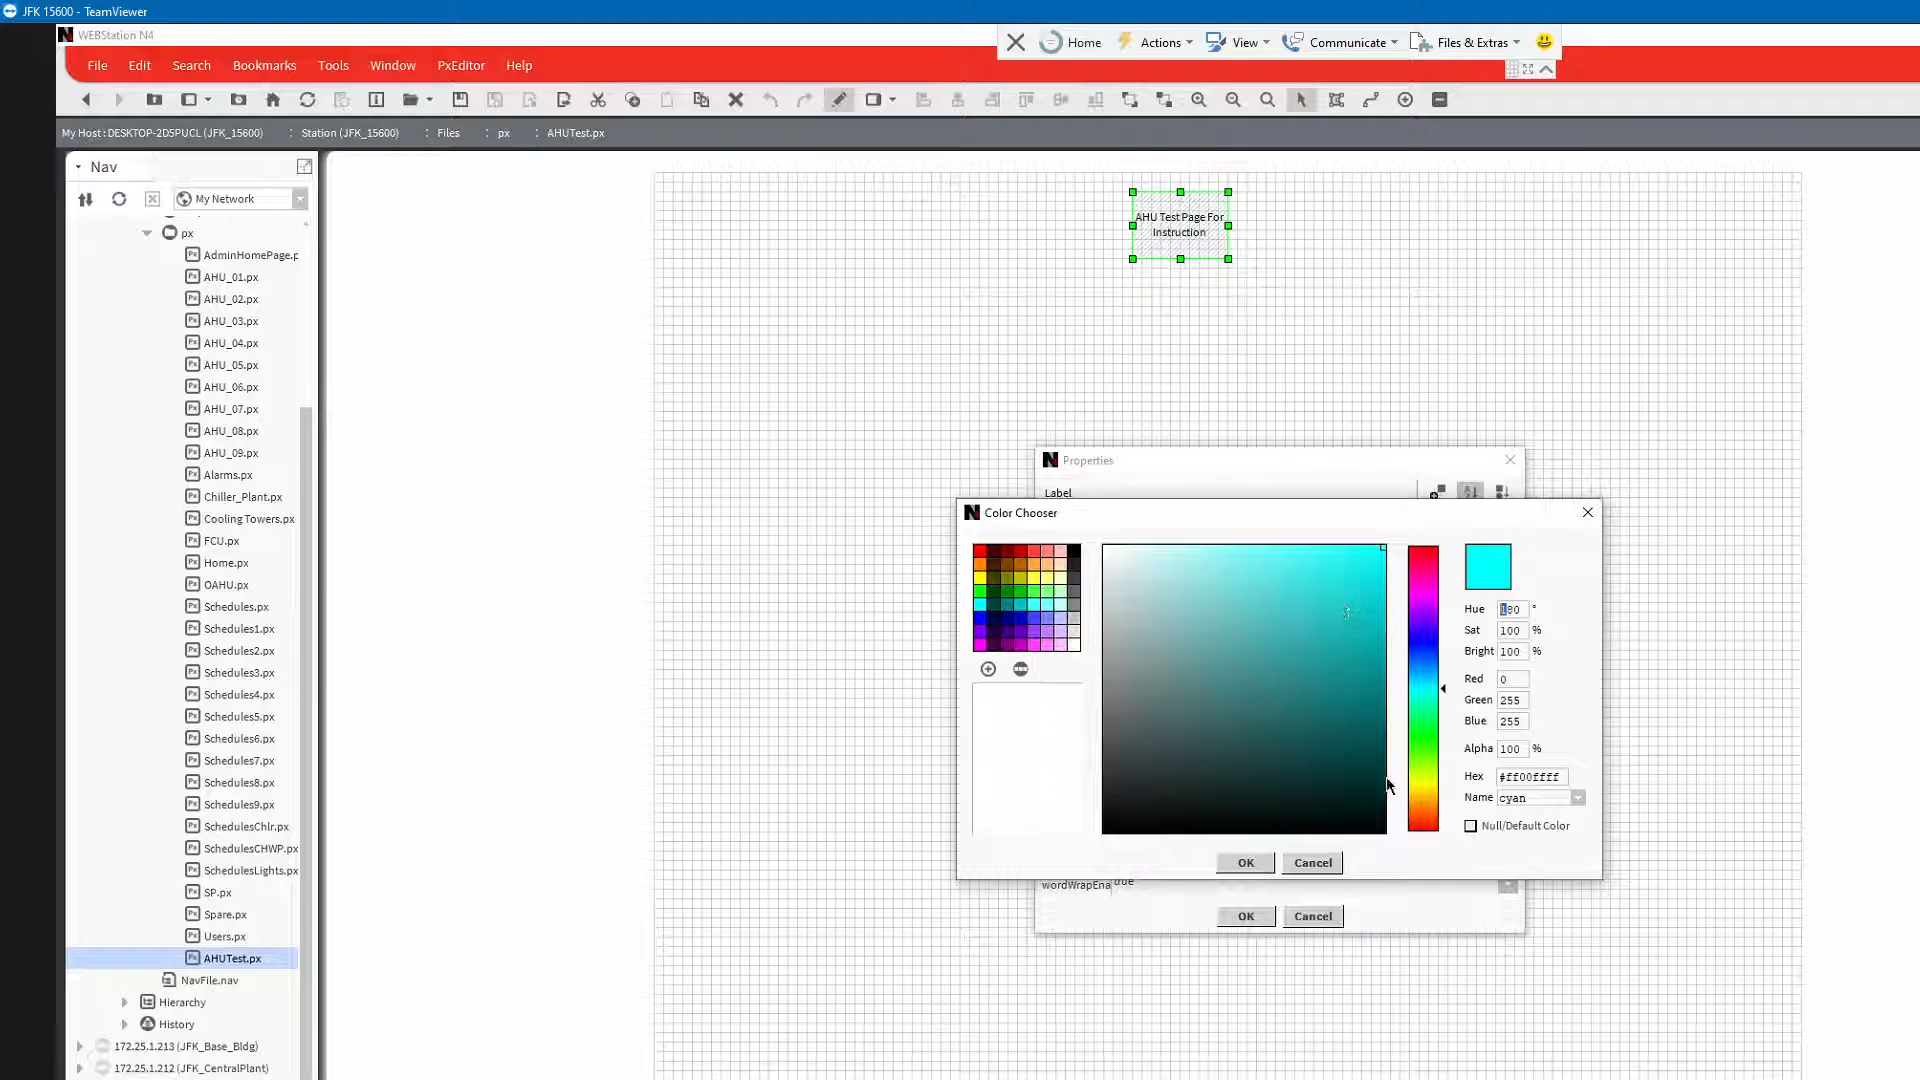 JFK 15600 - TeamViewer
WEBStation N4
Home Actions View Communicate Files & Extras
File Edit Search Bookmarks Tools Window PxEditor Help
My Host : DESKTOP-2D5PUCL (JFK_15600) : Station (JFK_15600) : Files : px : AHUTest.px
Nav
My Network
px
AdminHomePage.p
AHU_01.px
AHU_02.px
AHU_03.px
AHU_04.px
AHU_05.px
AHU_06.px
AHU_07.px
AHU_08.px
AHU_09.px
Alarms.px
Chiller_Plant.px
Cooling Towers.px
FCU.px
Home.px
OAHU.px
Schedules.px
Schedules1.px
Schedules2.px
Schedules3.px
Schedules4.px
Schedules5.px
Schedules6.px
Schedules7.px
Schedules8.px
Schedules9.px
SchedulesChlr.px
SchedulesCHWP.px
SchedulesLights.px
SP.px
Spare.px
Users.px
AHUTest.px
NavFile.nav
Hierarchy
History
172.25.1.213 (JFK_Base_Bldg)
172.25.1.212 (JFK_CentralPlant)
AHU Test Page For
Instruction
Properties
Label
Color Chooser
Hue 180 °
Sat 100 %
Bright 100 %
Red 0
Green 255
Blue 255
Alpha 100 %
Hex #ff00ffff
Name cyan
Null/Default Color
OK Cancel
wordWrapEna true
OK Cancel